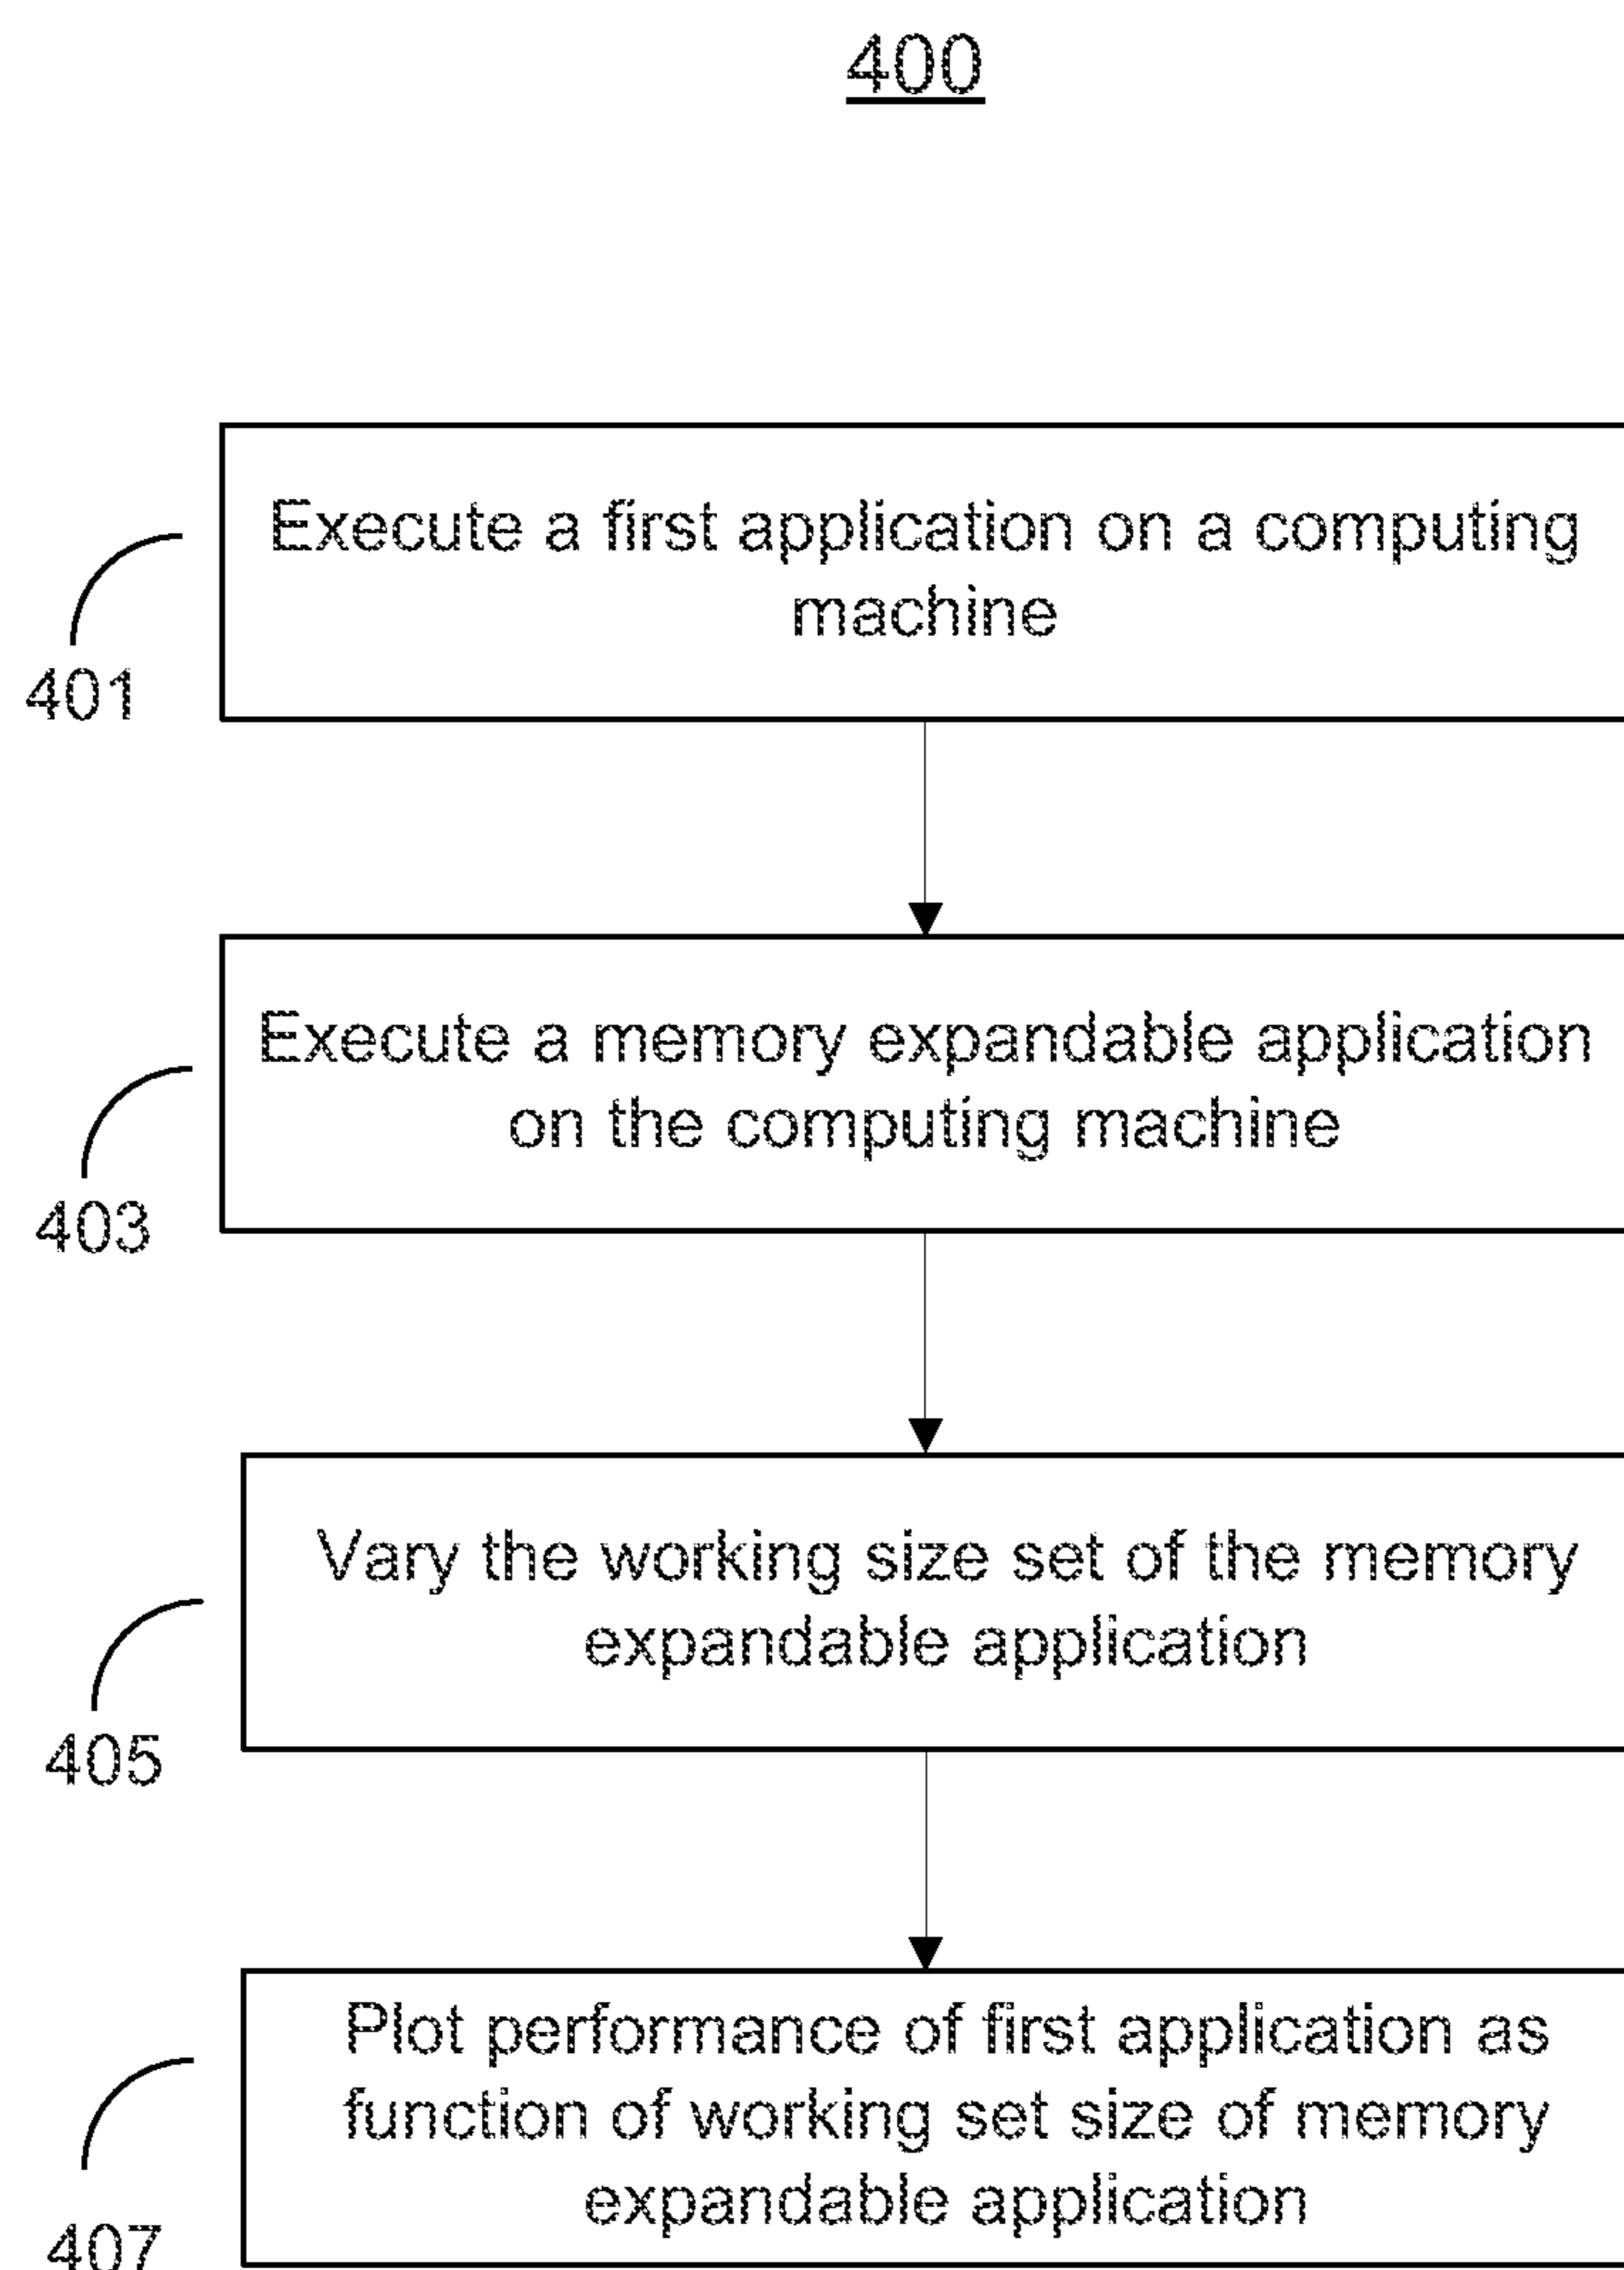 400
Execute a first application on a computing
machine
401
Execute a memory expandable application
on the computing machine
403
Vary the working size set of the memory
expandable application
405
Plot performance of first application as
function of working set size of memory
expandable application
407